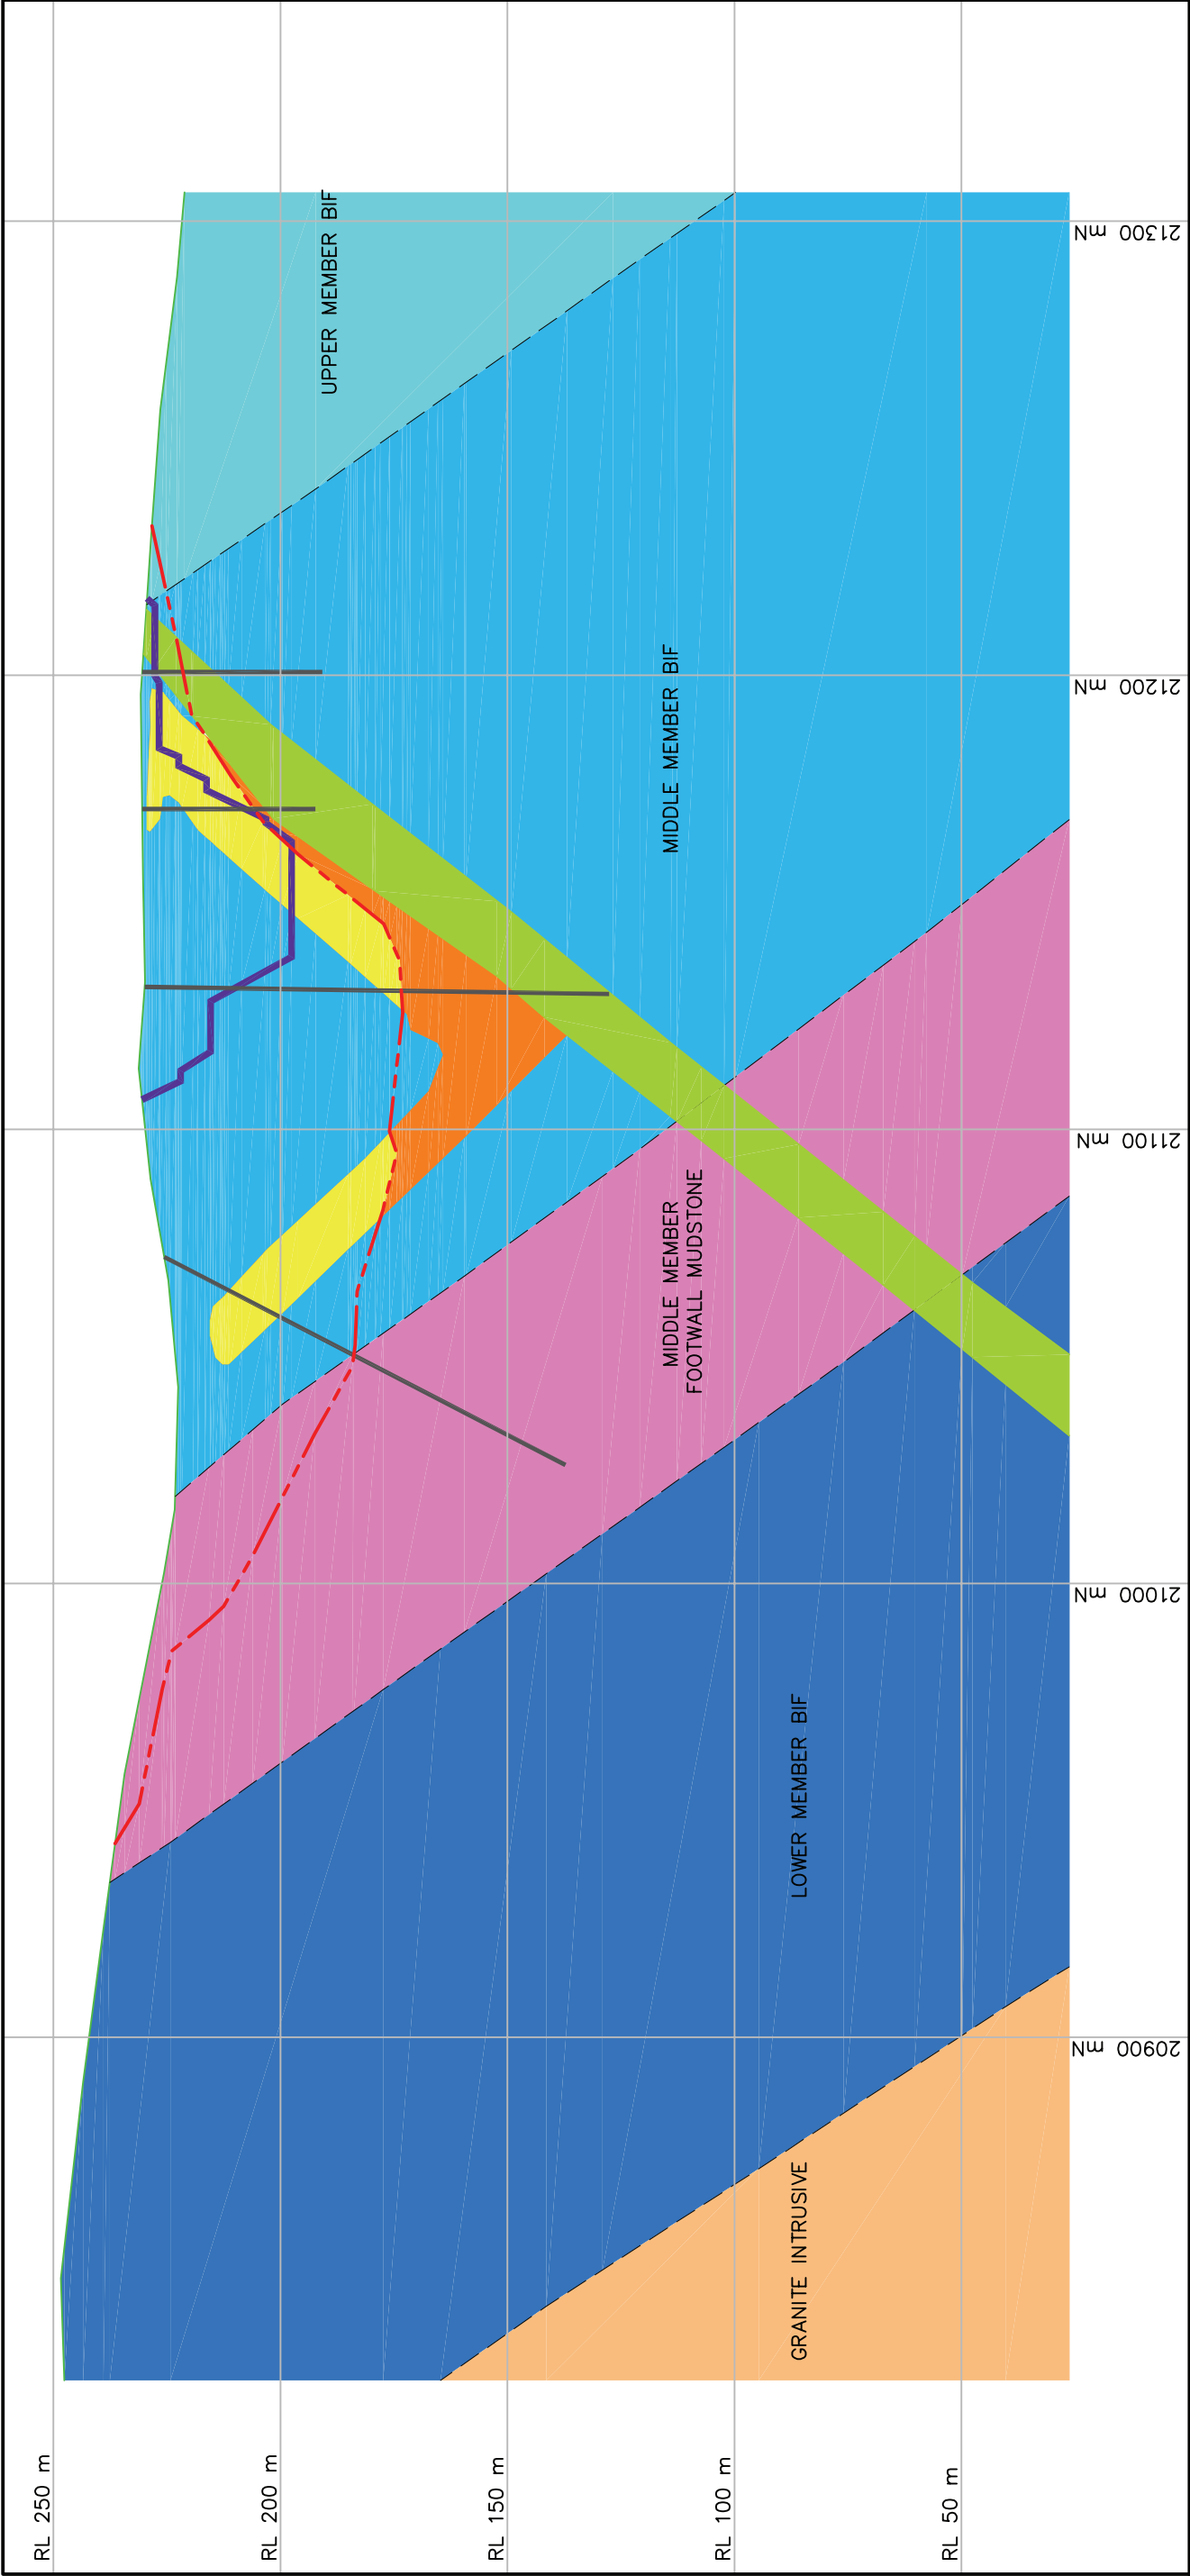 RL 250 m
RL 200 m
RL 150 m
RL 100 m
RL 50 m
UPPER MEMBER BIF
MIDDLE MEMBER BIF
MIDDLE MEMBER
FOOTWALL MUDSTONE
LOWER MEMBER BIF
GRANITE INTRUSIVE
20900 mN
21000 mN
21100 mN
21200 mN
21300 mN